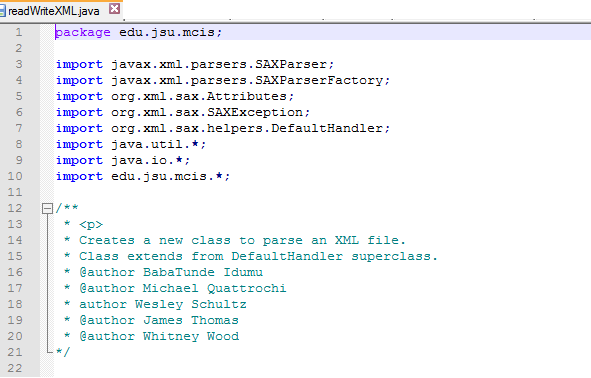 readWriteXML.java
1 package edu.jsu.mcis;
2
3 import javax.xml.parsers.SAXParser;
4 import javax.xml.parsers.SAXParserFactory;
5 import org.xml.sax.Attributes;
6 import org.xml.sax.SAXException;
7 import org.xml.sax.helpers.DefaultHandler;
8 import java.util.*;
9 import java.io.*;
10 import edu.jsu.mcis.*;
11
12 /**
13 * <p>
14 * Creates a new class to parse an XML file.
15 * Class extends from DefaultHandler superclass.
16 * @author BabaTunde Idumu
17 * @author Michael Quattrochi
18 * author Wesley Schultz
19 * @author James Thomas
20 * @author Whitney Wood
21 */
22